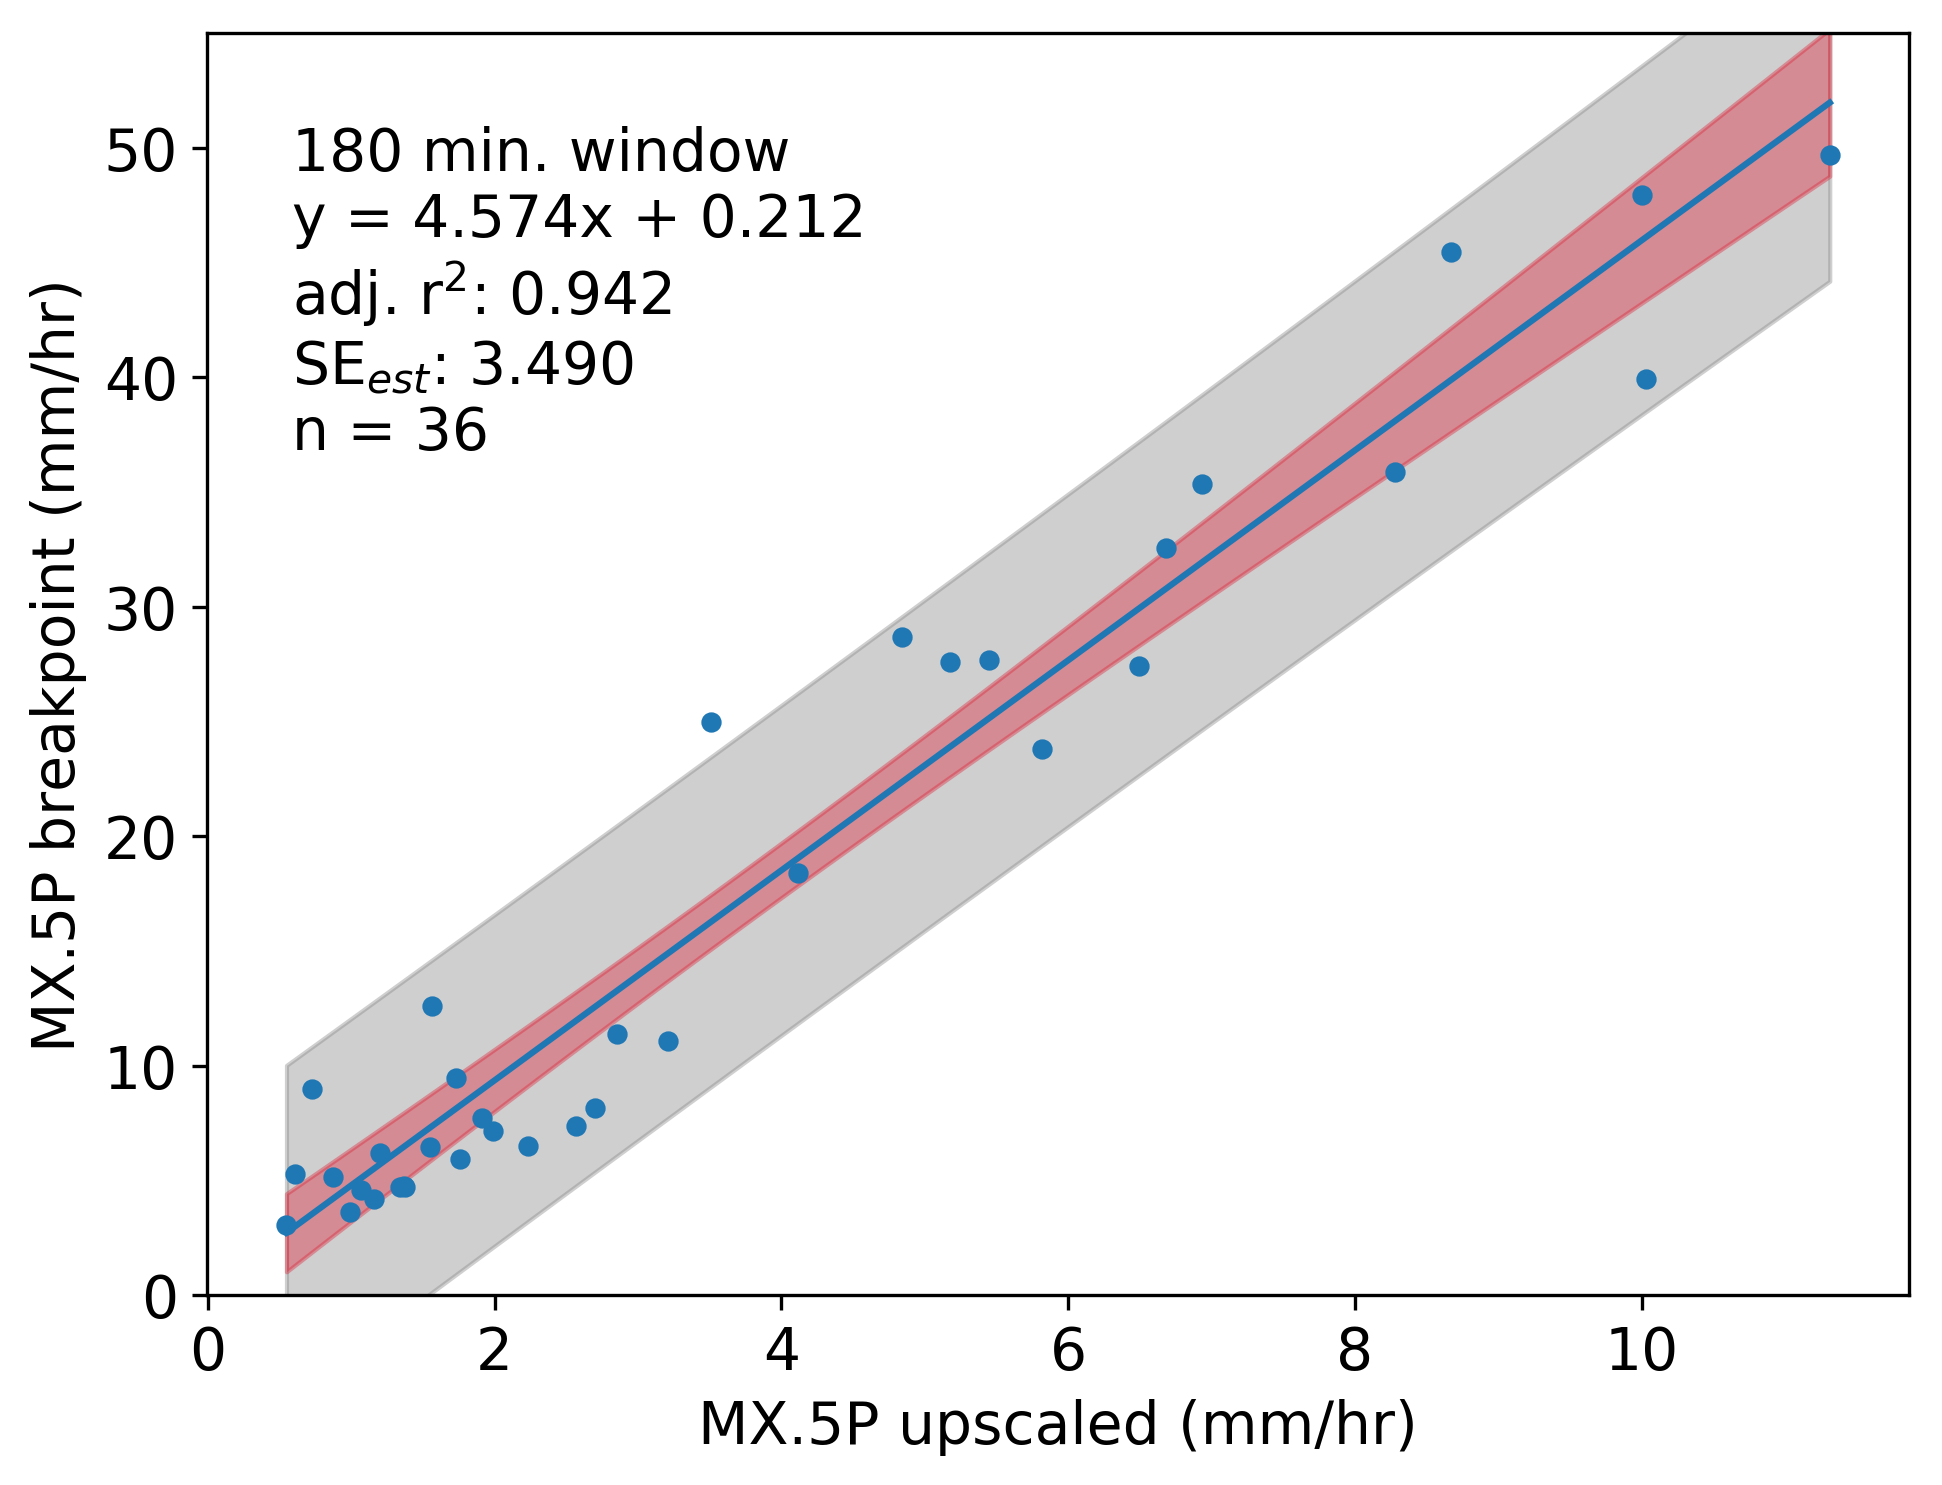 180 min. window
y = 4.574x + 0.212
adj. r²: 0.942
SEest: 3.490
n = 36
MX.5P breakpoint (mm/hr)
50
40
30
20
10
0
0 2 4 6 8 10
MX.5P upscaled (mm/hr)